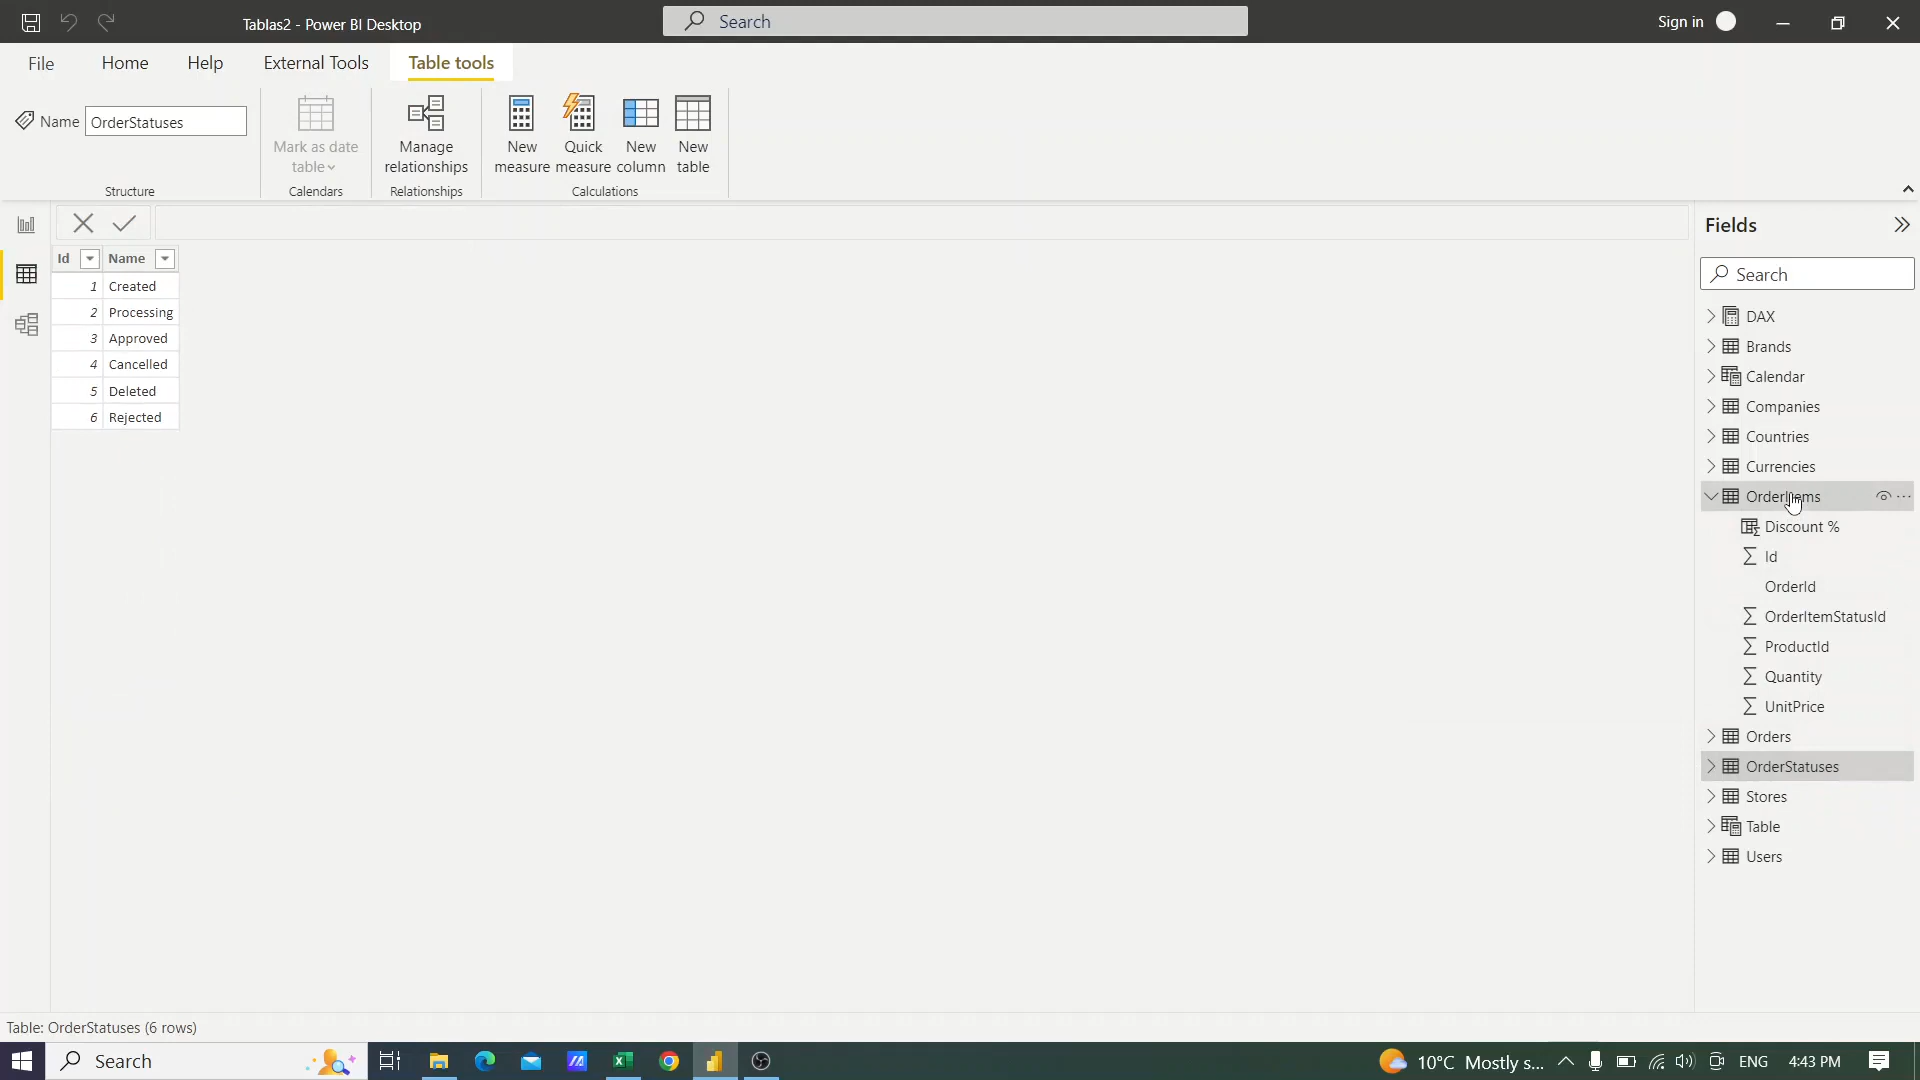 Tablas2 - Power BI Desktop
Search
Sign in
File
Home
Help
External Tools
Table tools
Name
OrderStatuses
Mark as date
table
Manage
relationships
New
measure
Quick
measure
New
column
New
table
Structure
Calendars
Relationships
Calculations
Fields
Search
Id
Name
1 Created
2 Processing
3 Approved
4 Cancelled
5 Deleted
6 Rejected
DAX
Brands
Calendar
Companies
Countries
Currencies
OrderItems
Discount %
Id
OrderId
OrderItemStatusId
ProductId
Quantity
UnitPrice
Orders
OrderStatuses
Stores
Table
Users
Table: OrderStatuses (6 rows)
Search
10°C Mostly s...
ENG
4:43 PM